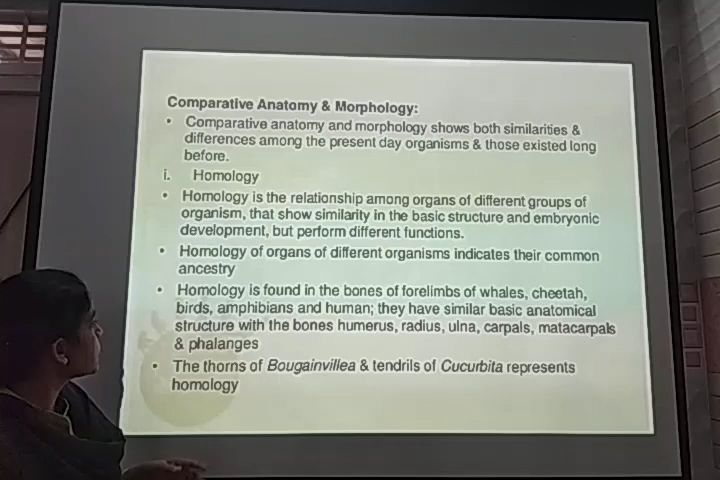 Comparative Anatomy & Morphology:
• Comparative anatomy and morphology shows both similarities &
differences among the present day organisms & those existed long
before.
i. Homology
• Homology is the relationship among organs of different groups of
organism, that show similarity in the basic structure and embryonic
development, but perform different functions.
• Homology of organs of different organisms indicates their common
ancestry
• Homology is found in the bones of forelimbs of whales, cheetah,
birds, amphibians and human; they have similar basic anatomical
structure with the bones humerus, radius, ulna, carpals, matacarpals
& phalanges
• The thorns of Bougainvillea & tendrils of Cucurbita represents
homology